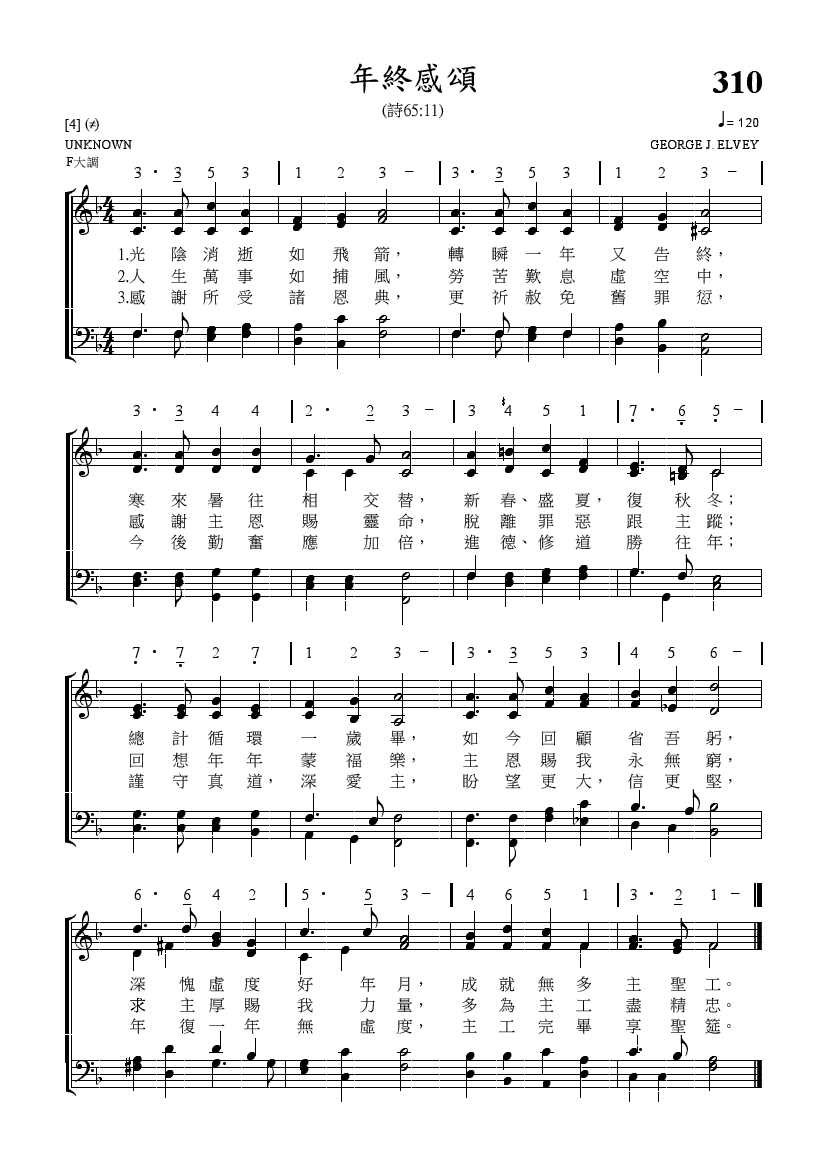 年終感頌
310
(詩65:11)
[4] (≠)
♩= 120
UNKNOWN
GEORGE J. ELVEY
F大調
3 · 3 5 3 | 1 2 3 – | 3 · 3 5 3 | 1 2 3 – |
1.光 陰 消 逝 如 飛 箭， 轉 瞬 一 年 又 告 終，
2.人 生 萬 事 如 捕 風， 勞 苦 歎 息 虛 空 中，
3.感 謝 所 受 諸 恩 典， 更 祈 赦 免 舊 罪 愆，
3 · 3 4 4 | 2 · 2 3 – | 3 4 5 1 | 7 · 6 5 – |
寒 來 暑 往 相 交 替， 新 春、盛 夏，復 秋 冬；
感 謝 主 恩 賜 靈 命， 脫 離 罪 惡 跟 主 蹤；
今 後 勤 奮 應 加 倍， 進 德、修 道 勝 往 年；
7 · 7 2 7 | 1 2 3 – | 3 · 3 5 3 | 4 5 6 – |
總 計 循 環 一 歲 畢， 如 今 回 顧 省 吾 躬，
回 想 年 年 蒙 福 樂， 主 恩 賜 我 永 無 窮，
謹 守 真 道，深 愛 主， 盼 望 更 大，信 更 堅，
6 · 6 4 2 | 5 · 5 3 – | 4 6 5 1 | 3 · 2 1 – |
深 愧 虛 度 好 年 月， 成 就 無 多 主 聖 工。
求 主 厚 賜 我 力 量， 多 為 主 工 盡 精 忠。
年 復 一 年 無 虛 度， 主 工 完 畢 享 聖 筵。